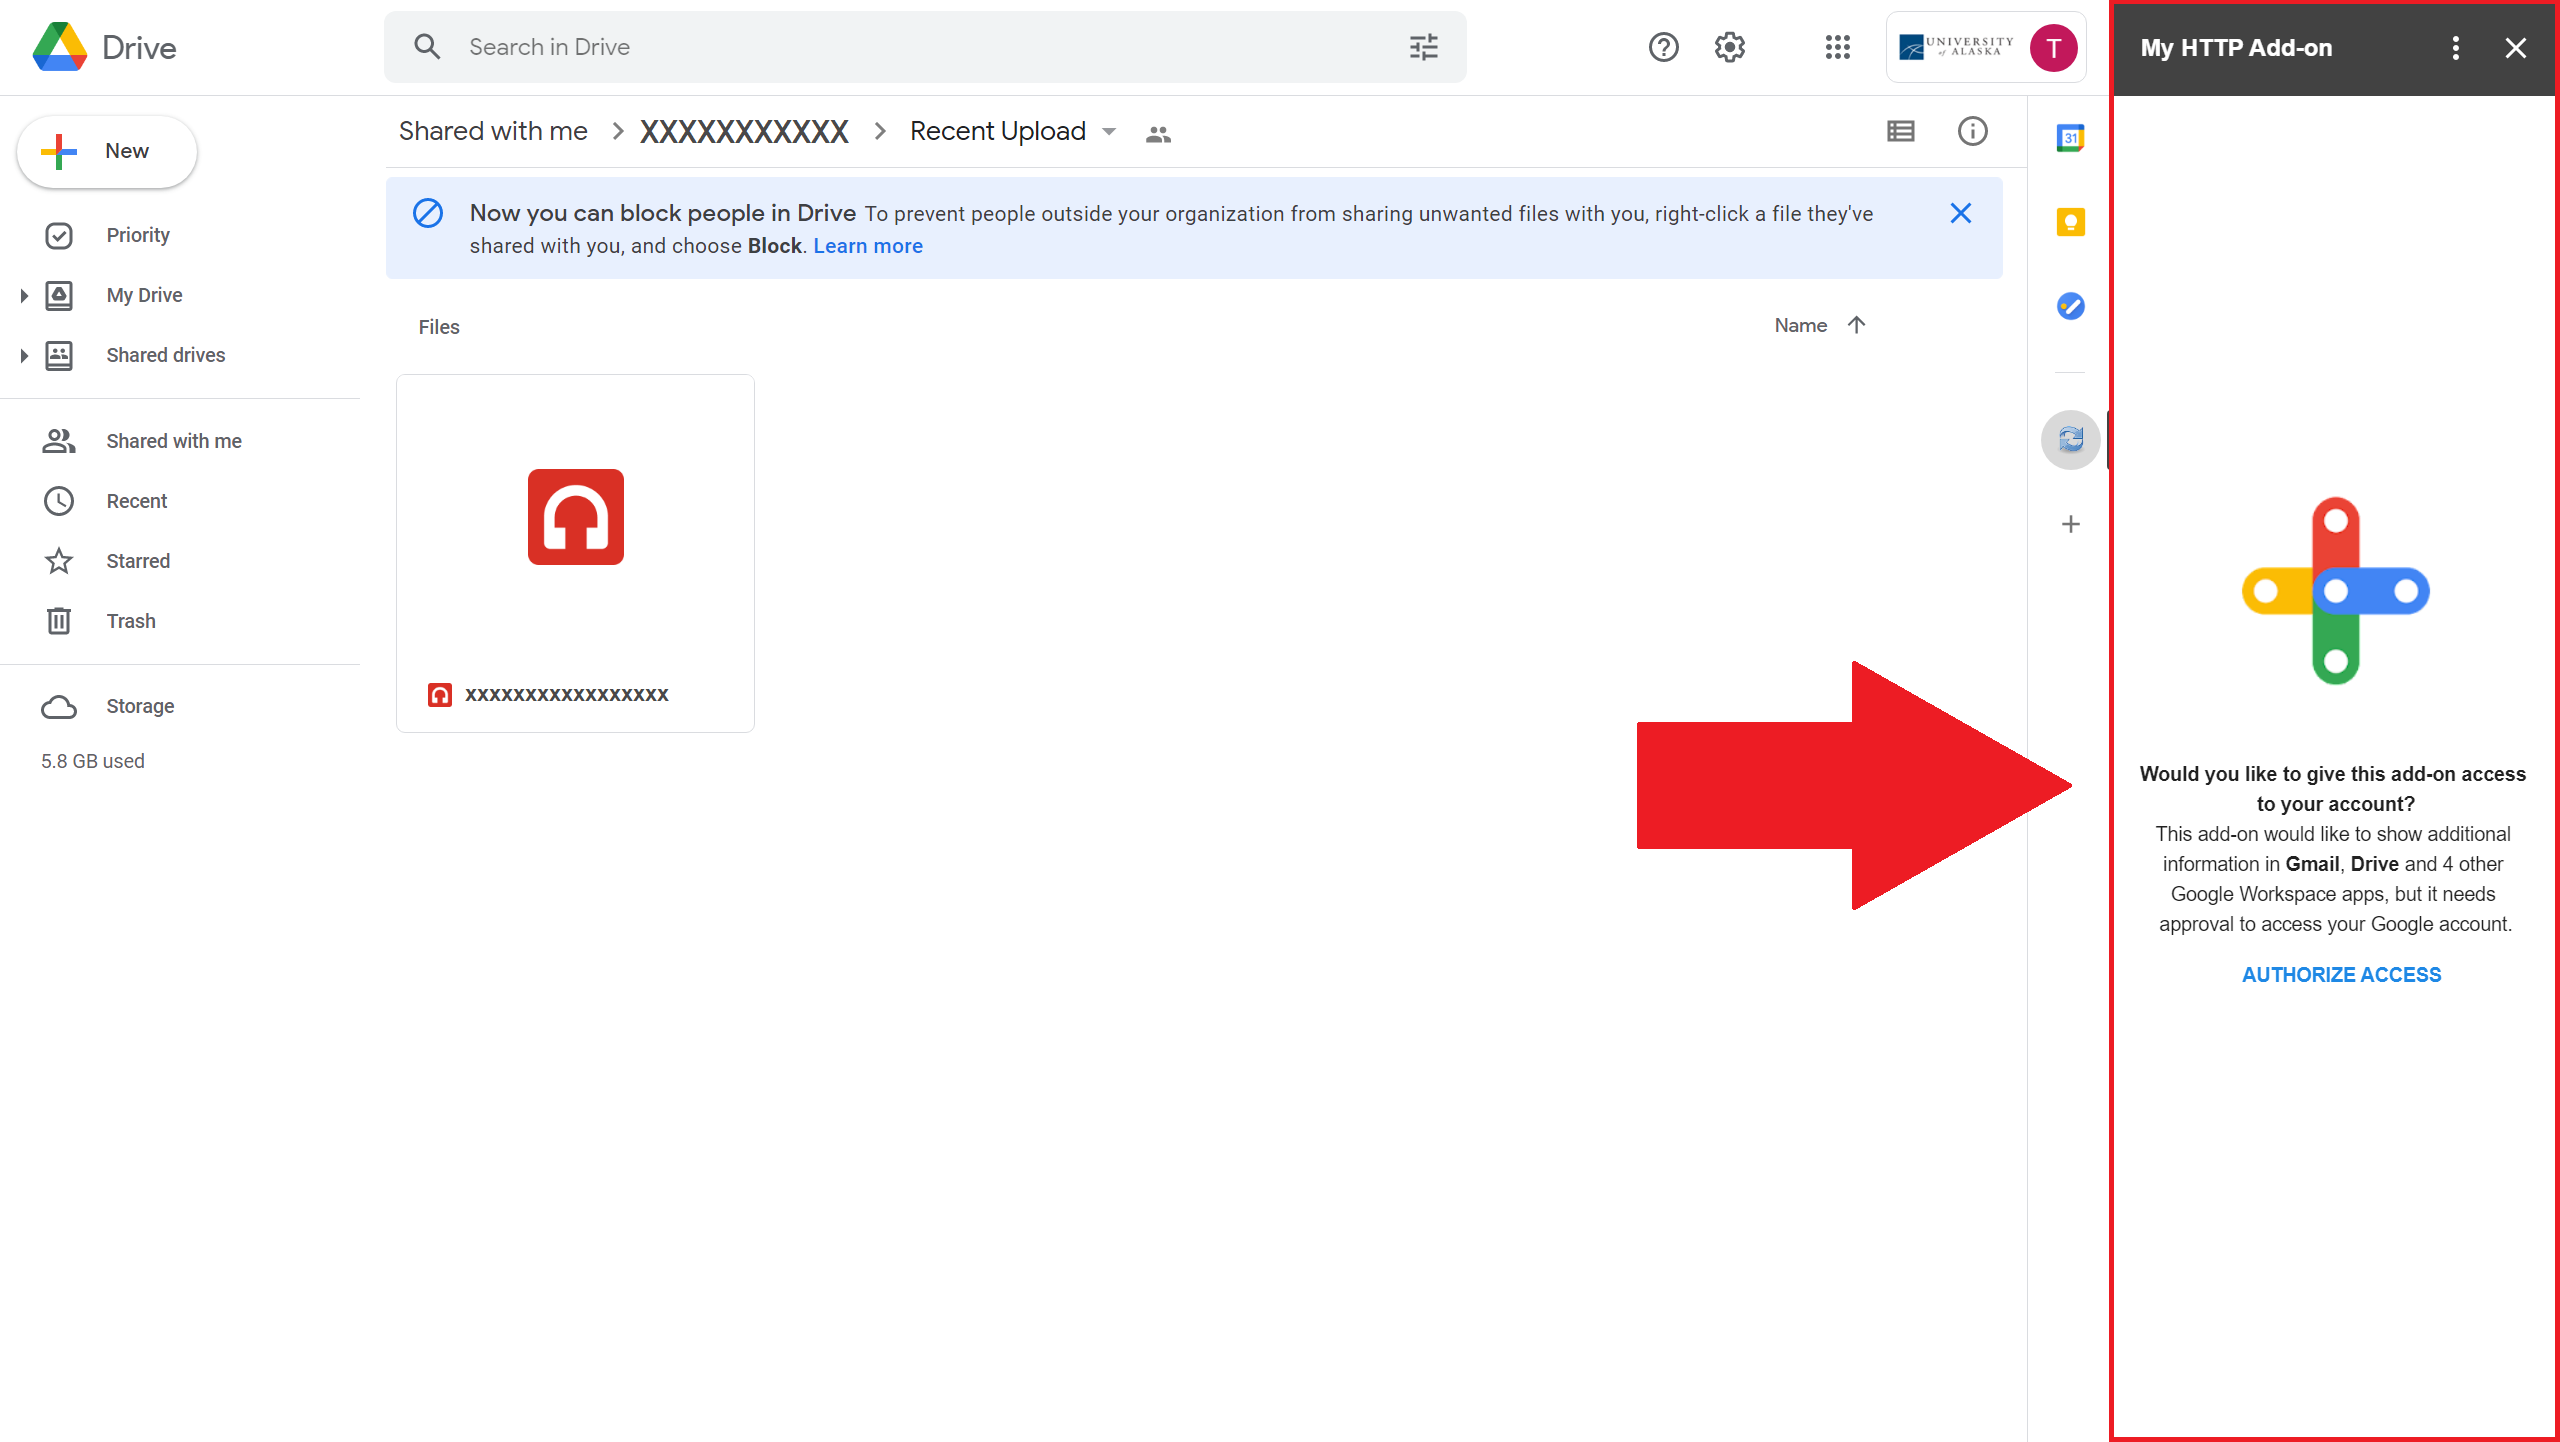 Drive
Search in Drive
UNIVERSITY
of ALASKA
T
My HTTP Add-on
New
Priority
My Drive
Shared drives
Shared with me
Recent
Starred
Trash
Storage
5.8 GB used
Shared with me > XXXXXXXXXXX > Recent Upload
Now you can block people in Drive To prevent people outside your organization from sharing unwanted files with you, right-click a file they've
shared with you, and choose Block. Learn more
Files
Name
xxxxxxxxxxxxxxxxx
31
Would you like to give this add-on access
to your account?
This add-on would like to show additional
information in Gmail, Drive and 4 other
Google Workspace apps, but it needs
approval to access your Google account.
AUTHORIZE ACCESS